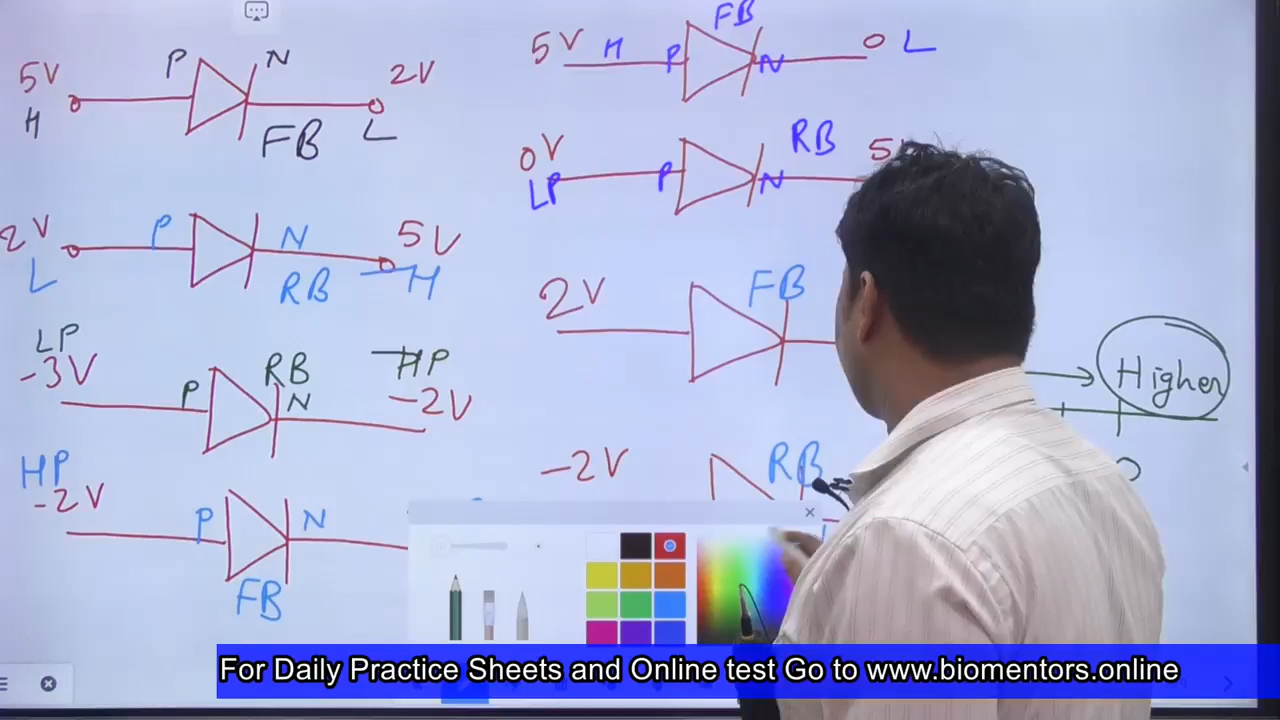 5V P N 2V
H FB L
2V P N 5V
L RB H
LP HP
-3V P RB N -2V
HP
-2V P N
FB
FB
5V H P N 0 L
RB
0V P N
LP
2V FB
-2V RB
Higher
For Daily Practice Sheets and Online test Go to www.biomentors.online